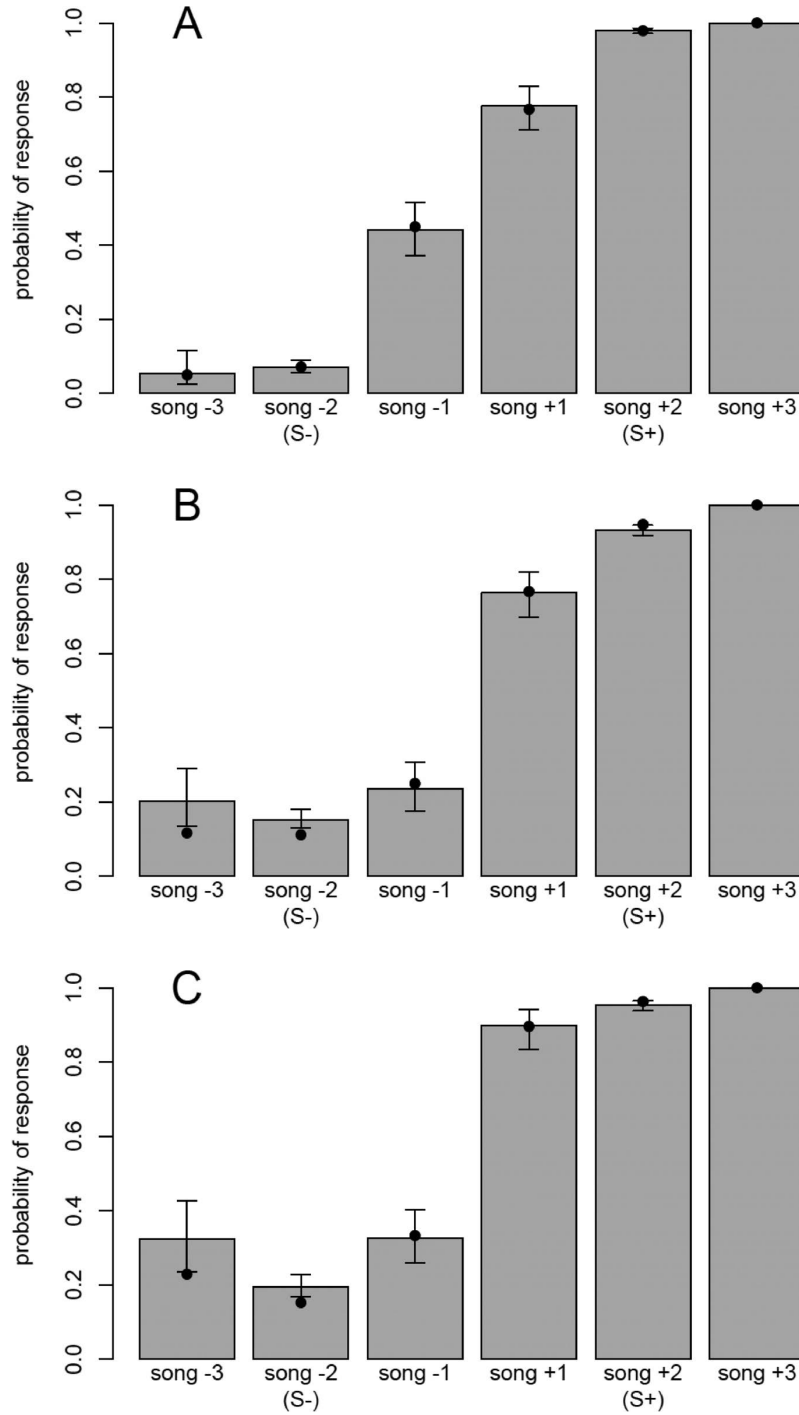 A
probability of response
1.0
0.8
0.6
0.4
0.2
0.0
song -3 song -2 song -1 song +1 song +2 song +3
(S-) (S+)
B
probability of response
1.0
0.8
0.6
0.4
0.2
0.0
song -3 song -2 song -1 song +1 song +2 song +3
(S-) (S+)
C
probability of response
1.0
0.8
0.6
0.4
0.2
0.0
song -3 song -2 song -1 song +1 song +2 song +3
(S-) (S+)